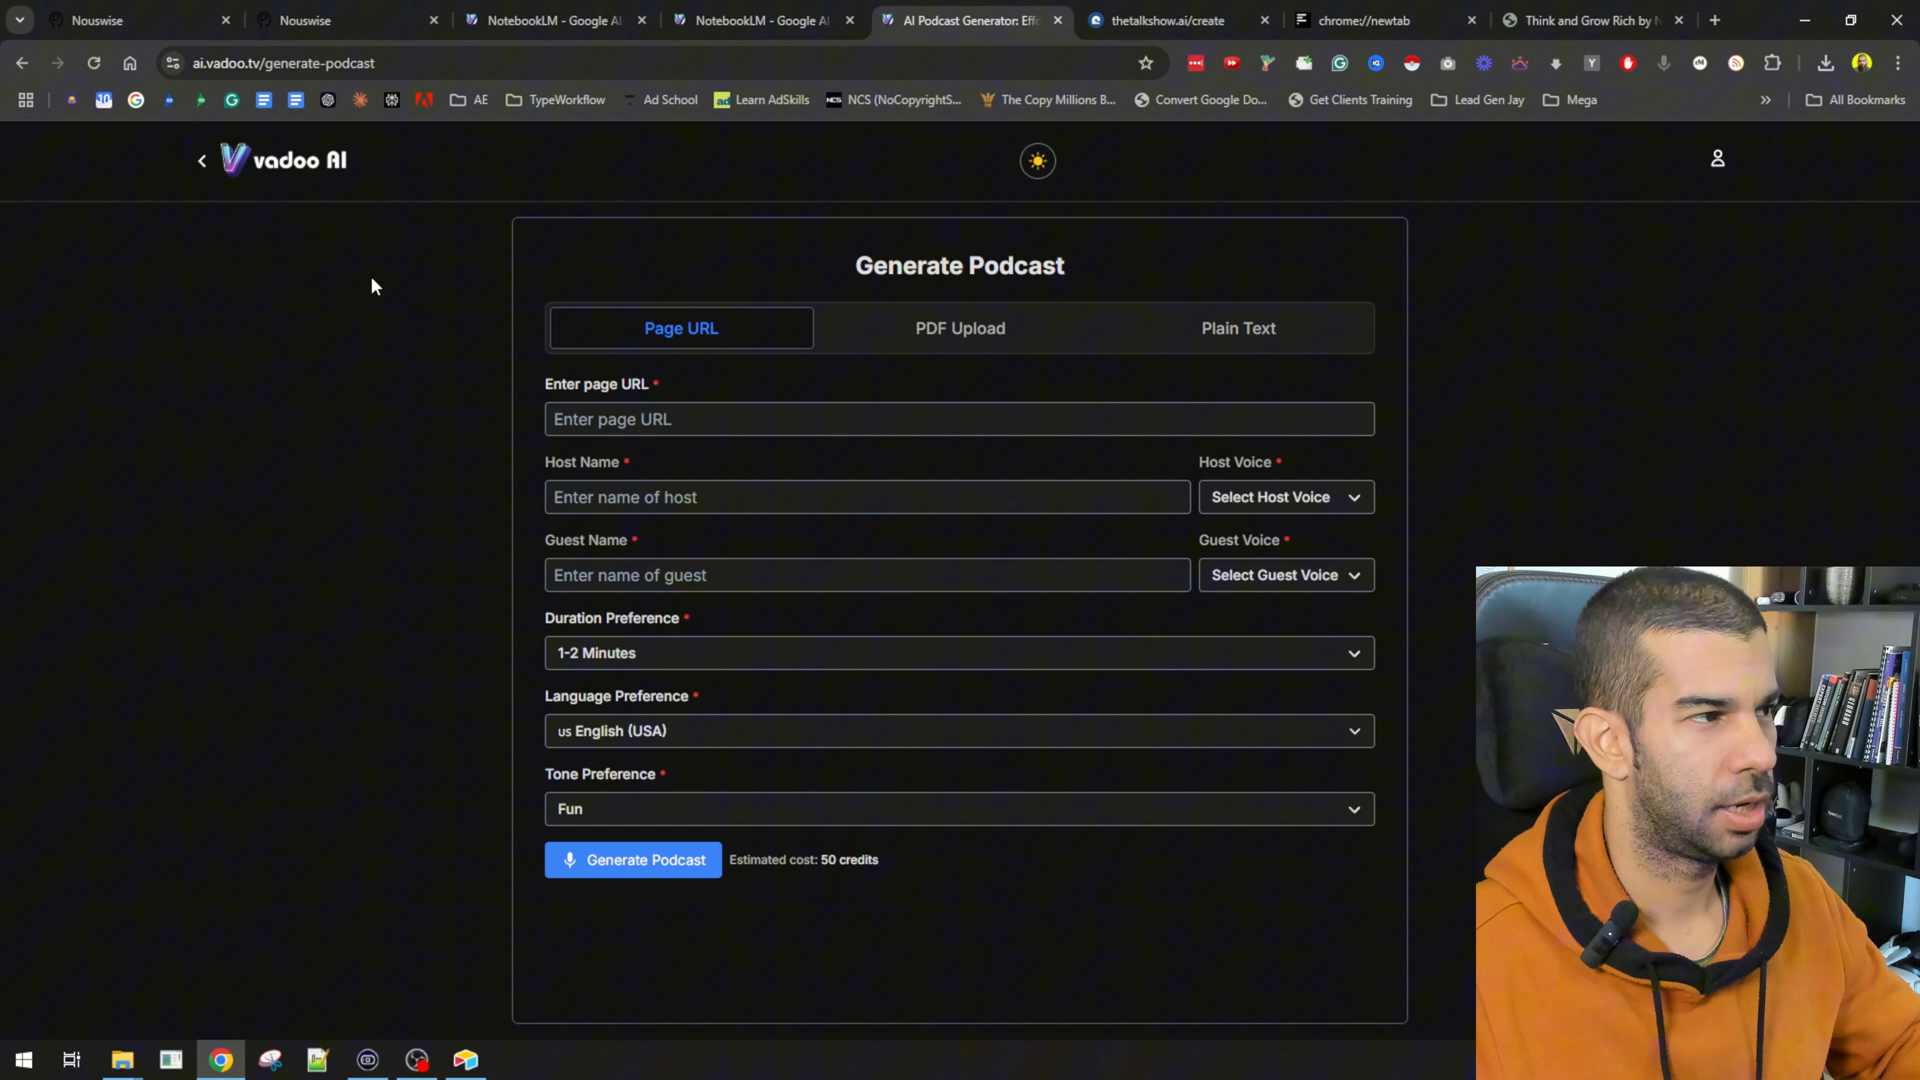 Nouswise
Nouswise
NotebookLM - Google AI
NotebookLM - Google AI
AI Podcast Generator: Effo
thetalkshow.ai/create
chrome://newtab
Think and Grow Rich by N
ai.vadoo.tv/generate-podcast
AE
TypeWorkflow
Ad School
Learn AdSkills
NCS (NoCopyrightS...
The Copy Millions B...
Convert Google Do...
Get Clients Training
Lead Gen Jay
Mega
All Bookmarks
vadoo AI
Generate Podcast
Page URL
PDF Upload
Plain Text
Enter page URL *
Enter page URL
Host Name *
Host Voice *
Enter name of host
Select Host Voice
Guest Name *
Guest Voice *
Enter name of guest
Select Guest Voice
Duration Preference *
1-2 Minutes
Language Preference *
US English (USA)
Tone Preference *
Fun
Generate Podcast
Estimated cost: 50 credits